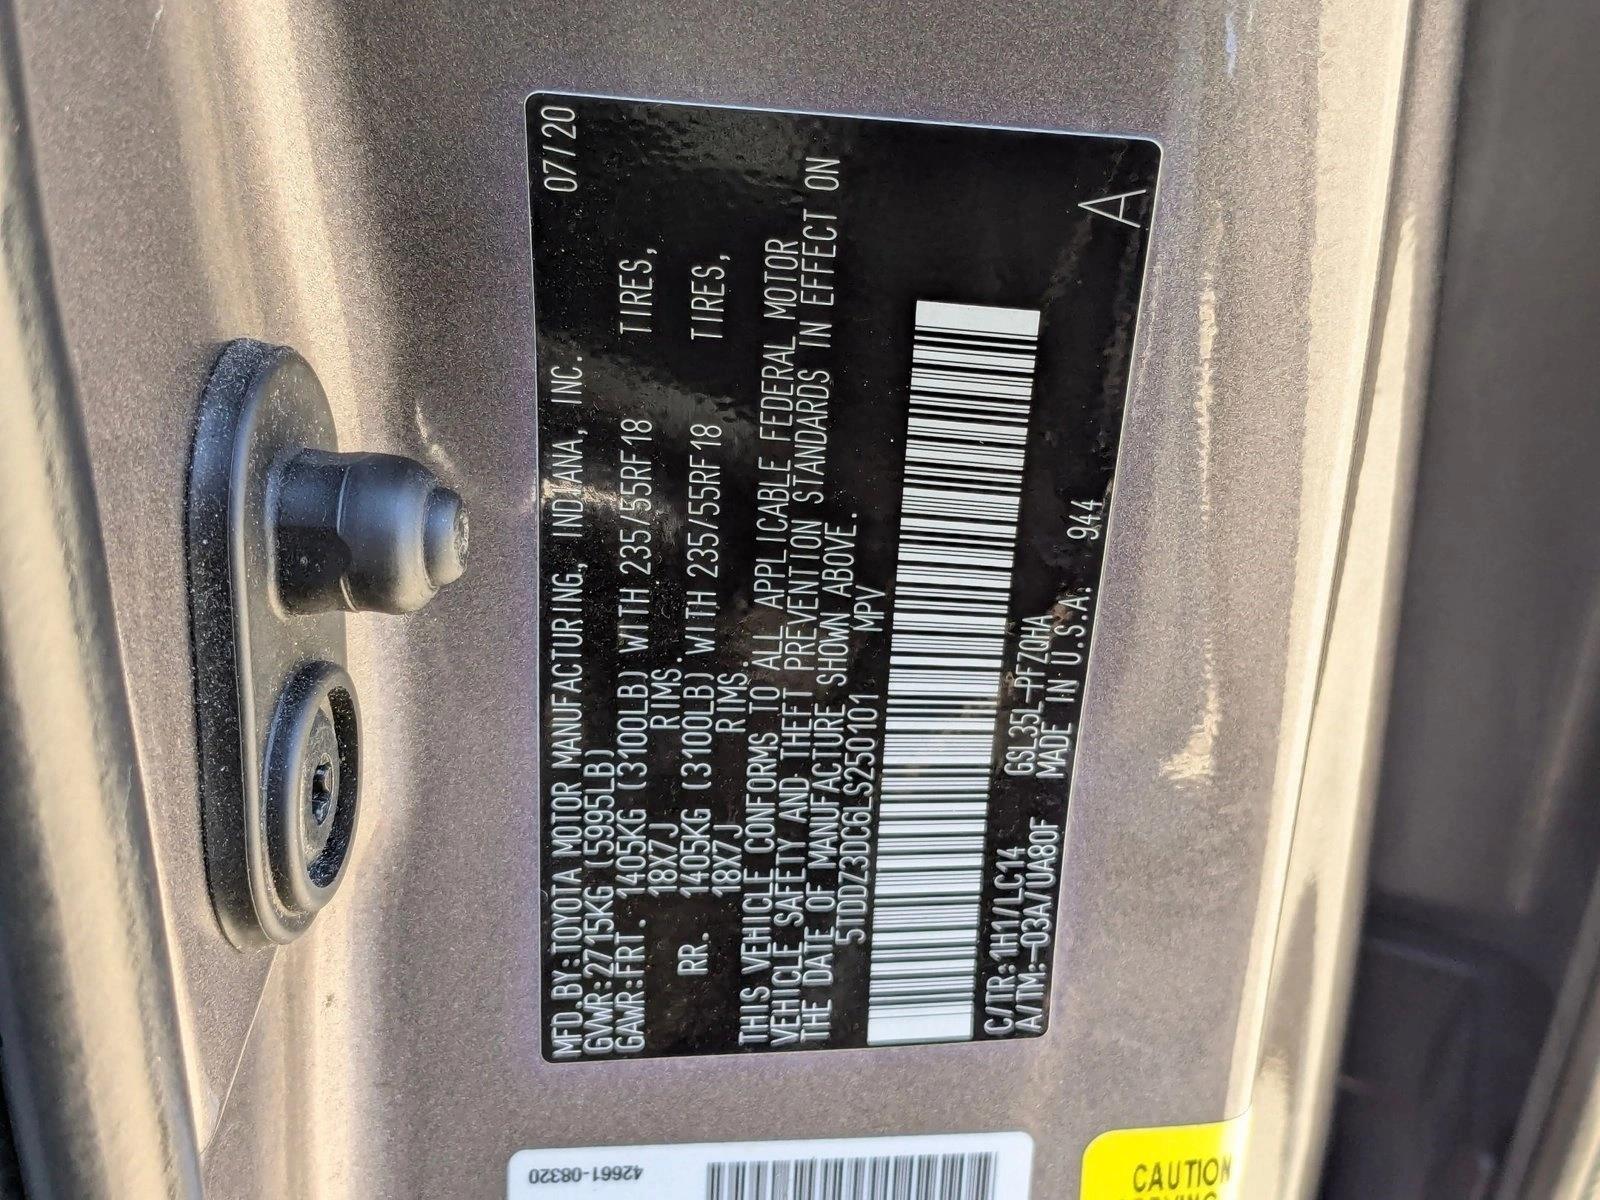 MFD.BY:TOYOTA MOTOR MANUFACTURING, INDIANA, INC. 07/20
GVWR:2715KG (5995LB)
GAWR:FRT. 1405KG (3100LB) WITH 235/55RF18 TIRES,
18X7J RIMS.
RR. 1405KG (3100LB) WITH 235/55RF18 TIRES,
18X7J RIMS.
THIS VEHICLE CONFORMS TO ALL APPLICABLE FEDERAL MOTOR
VEHICLE SAFETY AND THEFT PREVENTION STANDARDS IN EFFECT ON
THE DATE OF MANUFACTURE SHOWN ABOVE.
5TDDZ3DC6LS250101 MPV
C/TR:1H1/LC14 GSL35L-PFZQHA
A/TM:-03A/UA80F MADE IN U.S.A. 944
A
42661-08320
CAUTION